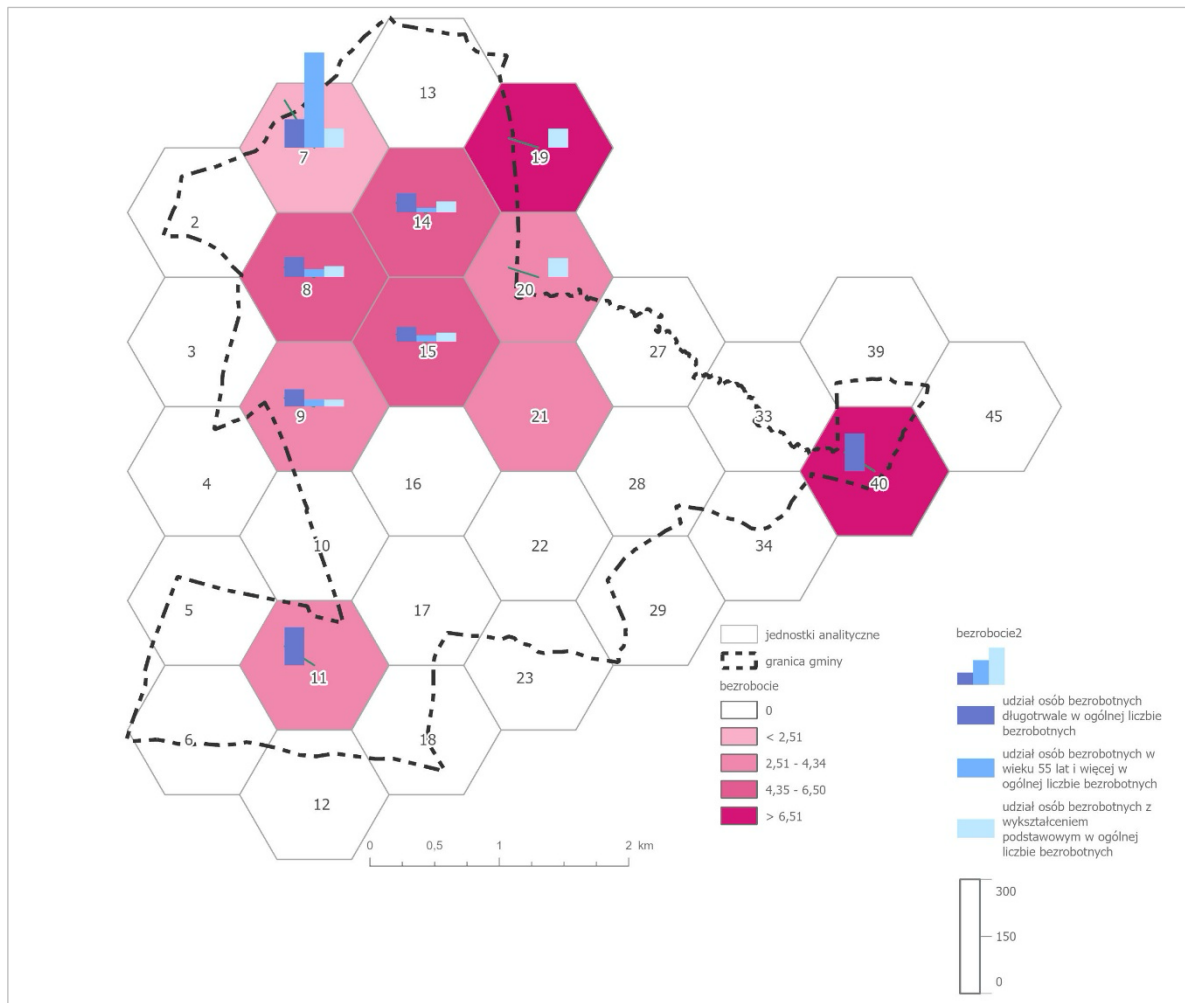 13
7
19
2
14
20
8
3
15
27
39
9
21
33
45
4
16
28
40
10
22
34
5
17
29
11
23
6
18
12
0
0,5
1
2 km
jednostki analityczne
granica gminy
bezrobocie
0
< 2,51
2,51 - 4,34
4,35 - 6,50
> 6,51
bezrobocie2
udział osób bezrobotnych
długotrwale w ogólnej liczbie
bezrobotnych
udział osób bezrobotnych w
wieku 55 lat i więcej w
ogólnej liczbie bezrobotnych
udział osób bezrobotnych z
wykształceniem
podstawowym w ogólnej
liczbie bezrobotnych
300
150
0